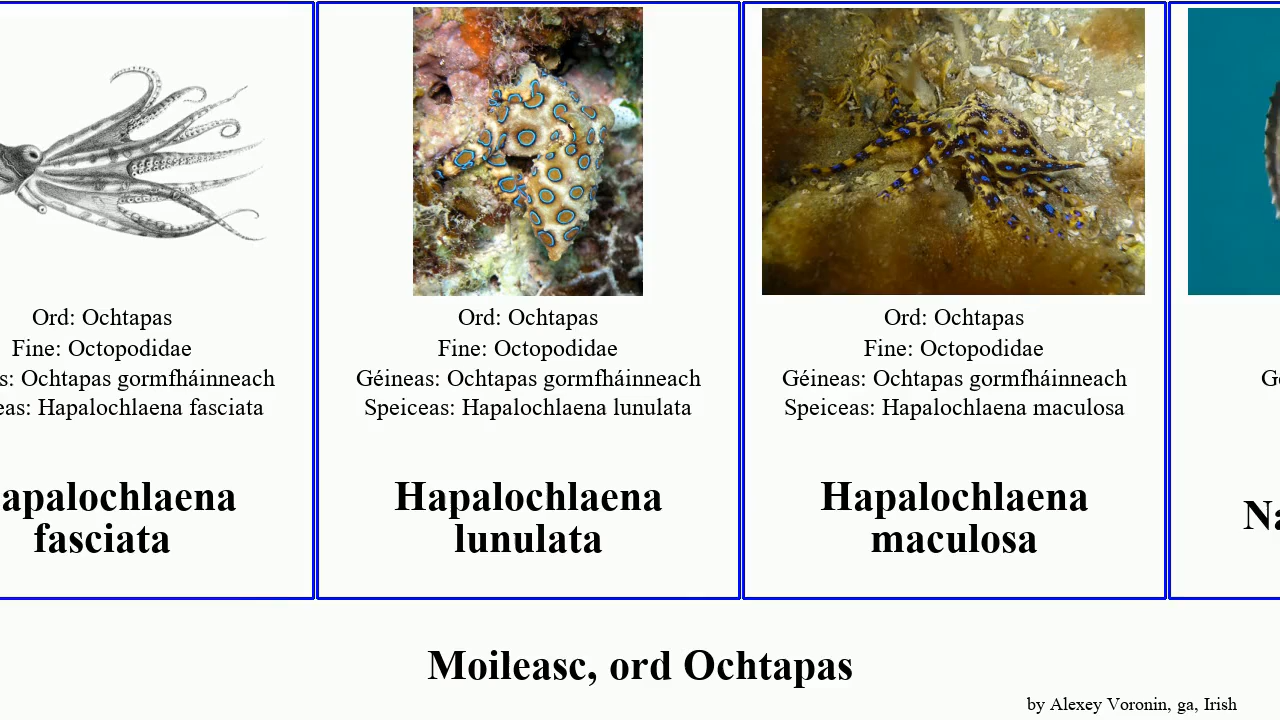 Ord: Ochtapas
Fine: Octopodidae
s: Ochtapas gormfháinneach
eas: Hapalochlaena fasciata
apalochlaena
fasciata
Ord: Ochtapas
Fine: Octopodidae
Géineas: Ochtapas gormfháinneach
Speiceas: Hapalochlaena lunulata
Hapalochlaena
lunulata
Ord: Ochtapas
Fine: Octopodidae
Géineas: Ochtapas gormfháinneach
Speiceas: Hapalochlaena maculosa
Hapalochlaena
maculosa
G
Na
Moileasc, ord Ochtapas
by Alexey Voronin, ga, Irish